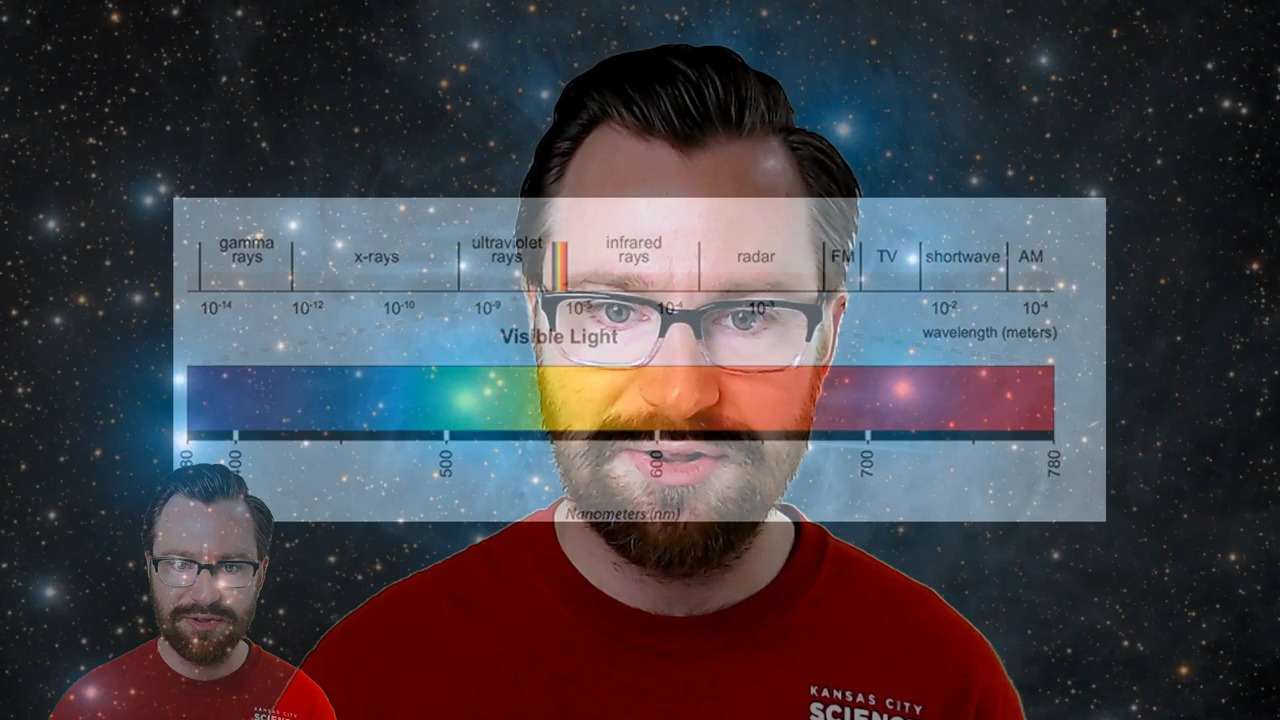 gamma rays
x-rays
ultraviolet rays
infrared rays
radar
FM
TV
shortwave
AM
10-14
10-12
10-10
10-9
10-5
10-4
10-3
10-2
10-4
Visible Light
wavelength (meters)
500
600
700
780
Nanometers (nm)
KANSAS CITY
KANSAS CITY